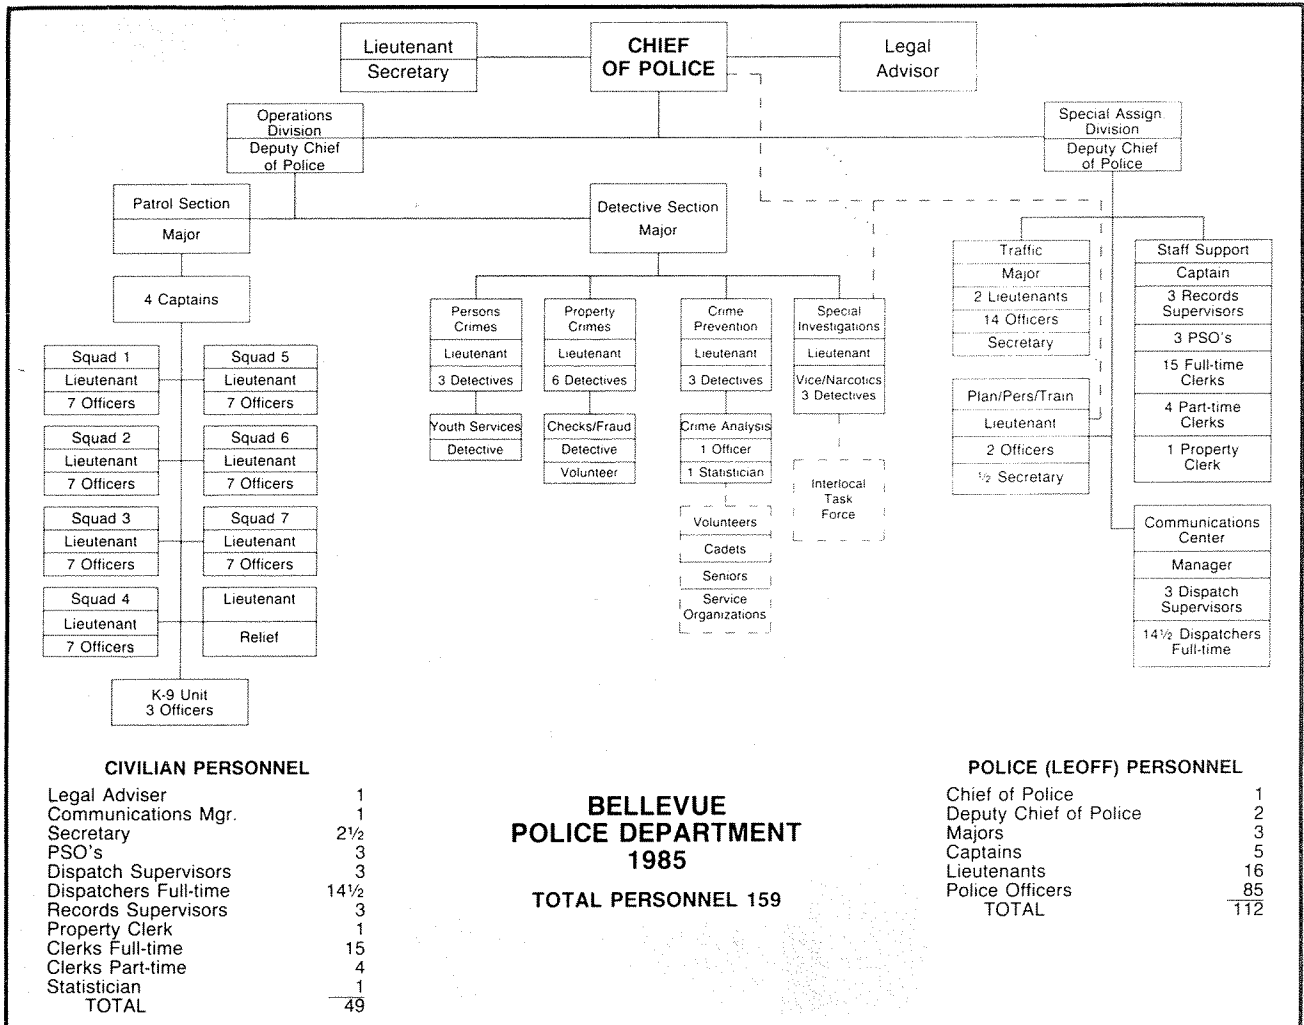 Lieutenant
Secretary
CHIEF
OF POLICE
Legal
Advisor
Operations
Division
Deputy Chief
of Police
Special Assign.
Division
Deputy Chief
of Police
Patrol Section
Major
Detective Section
Major
4 Captains
Squad 1
Lieutenant
7 Officers
Squad 5
Lieutenant
7 Officers
Squad 2
Lieutenant
7 Officers
Squad 6
Lieutenant
7 Officers
Squad 3
Lieutenant
7 Officers
Squad 7
Lieutenant
7 Officers
Squad 4
Lieutenant
7 Officers
Lieutenant
Relief
K-9 Unit
3 Officers
Persons
Crimes
Lieutenant
3 Detectives
Youth Services
Detective
Property
Crimes
Lieutenant
6 Detectives
Checks/Fraud
Detective
Volunteer
Crime
Prevention
Lieutenant
3 Detectives
Crime Analysis
1 Officer
1 Statistician
Volunteers
Cadets
Seniors
Service
Organizations
Special
Investigations
Lieutenant
Vice/Narcotics
3 Detectives
Interlocal
Task
Force
Traffic
Major
2 Lieutenants
14 Officers
Secretary
Plan/Pers/Train
Lieutenant
2 Officers
½ Secretary
Staff Support
Captain
3 Records
Supervisors
3 PSO's
15 Full-time
Clerks
4 Part-time
Clerks
1 Property
Clerk
Communications
Center
Manager
3 Dispatch
Supervisors
14½ Dispatchers
Full-time
CIVILIAN PERSONNEL
Legal Adviser 1
Communications Mgr. 1
Secretary 2½
PSO's 3
Dispatch Supervisors 3
Dispatchers Full-time 14½
Records Supervisors 3
Property Clerk 1
Clerks Full-time 15
Clerks Part-time 4
Statistician 1
TOTAL 49
BELLEVUE
POLICE DEPARTMENT
1985
TOTAL PERSONNEL 159
POLICE (LEOFF) PERSONNEL
Chief of Police 1
Deputy Chief of Police 2
Majors 3
Captains 5
Lieutenants 16
Police Officers 85
TOTAL 112